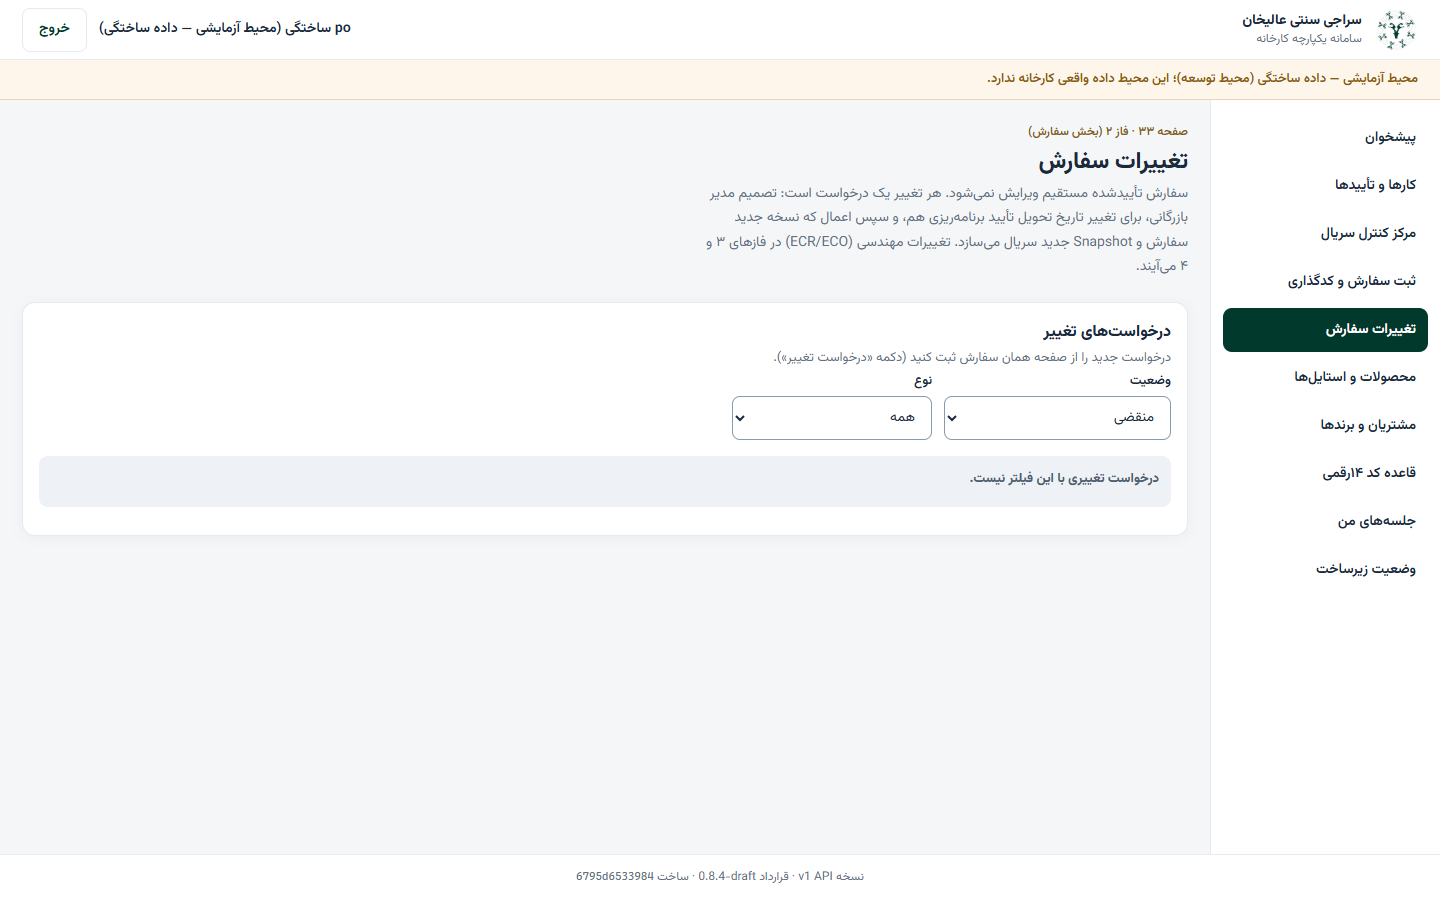 سراجی سنتی عالیخان
سامانه یکپارچه کارخانه
po ساختگی (محیط آزمایشی – داده ساختگی)
خروج
محیط آزمایشی – داده ساختگی (محیط توسعه)؛ این محیط داده واقعی کارخانه ندارد.
پیشخوان
کارها و تأییدها
مرکز کنترل سریال
ثبت سفارش و کدگذاری
تغییرات سفارش
محصولات و استایل‌ها
مشتریان و برندها
قاعده کد ۱۴رقمی
جلسه‌های من
وضعیت زیرساخت
صفحه ۳۳ · فاز ۲ (بخش سفارش)
تغییرات سفارش
سفارش تأییدشده مستقیم ویرایش نمی‌شود. هر تغییر یک درخواست است: تصمیم مدیر
بازرگانی، برای تغییر تاریخ تحویل تأیید برنامه‌ریزی هم، و سپس اعمال که نسخه جدید
سفارش و Snapshot جدید سریال می‌سازد. تغییرات مهندسی (ECR/ECO) در فازهای ۳ و
۴ می‌آیند.
درخواست‌های تغییر
درخواست جدید را از صفحه همان سفارش ثبت کنید (دکمه «درخواست تغییر»).
وضعیت
نوع
منقضی
همه
درخواست تغییری با این فیلتر نیست.
نسخه v1 API · قرارداد 0.8.4-draft · ساخت 6795d6533984